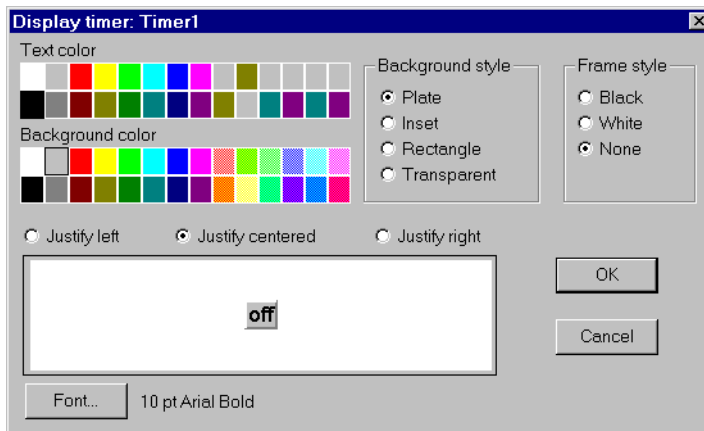 Display timer: Timer1
Text color
Background style
Plate
Inset
Rectangle
Transparent
Frame style
Black
White
None
Background color
Justify left
Justify centered
Justify right
off
OK
Cancel
Font...
10 pt Arial Bold